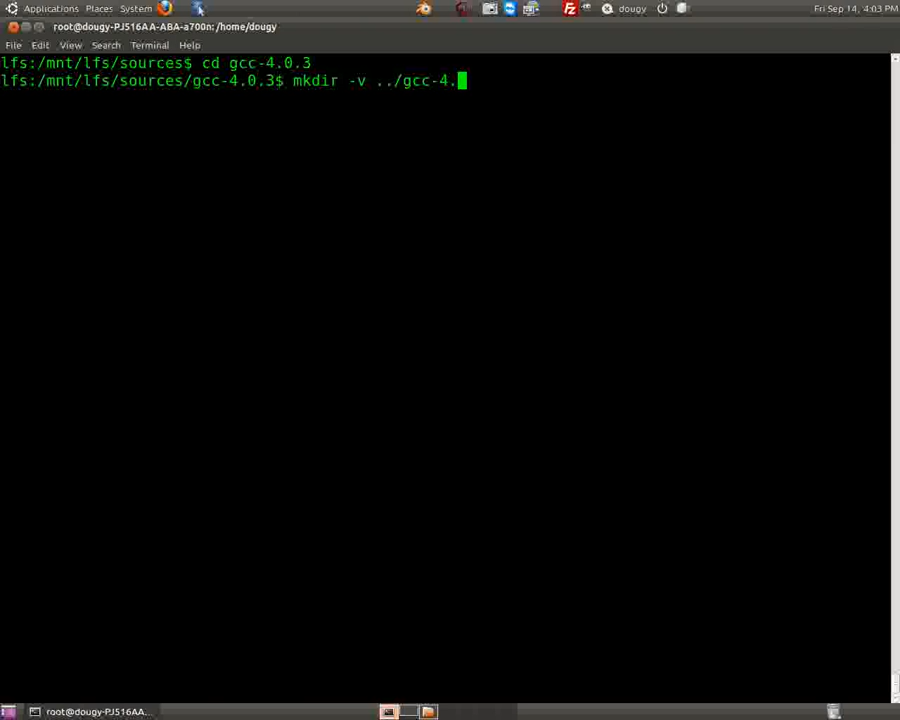 Applications Places System dougy Fri Sep 14, 4:03 PM
root@dougy-PJ516AA-ABA-a700n: /home/dougy
File Edit View Search Terminal Help
lfs:/mnt/lfs/sources$ cd gcc-4.0.3
lfs:/mnt/lfs/sources/gcc-4.0.3$ mkdir -v ../gcc-4.
root@dougy-PJ516AA...